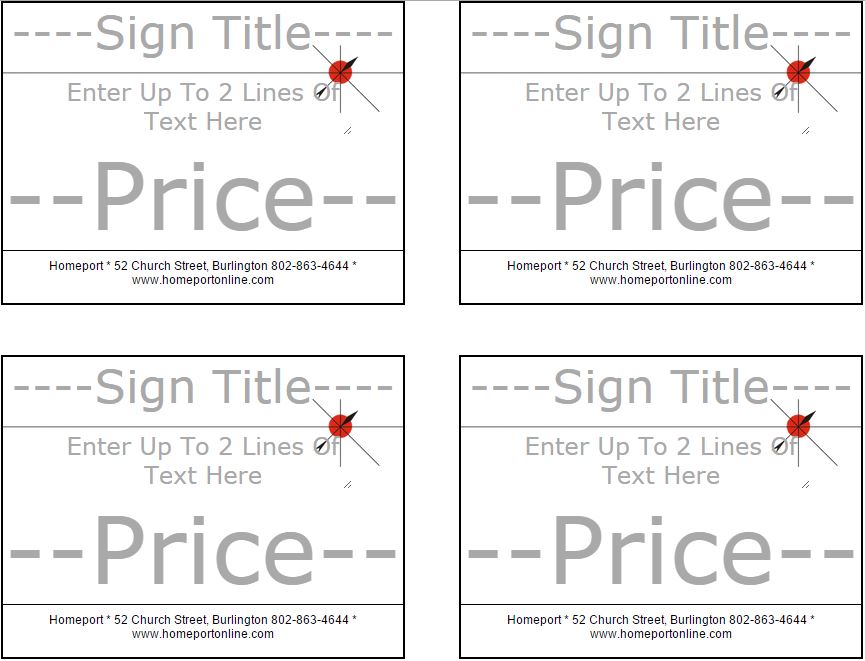 ----Sign Title----
Enter Up To 2 Lines Of
Text Here
--Price--
Homeport * 52 Church Street, Burlington 802-863-4644 *
www.homeportonline.com
----Sign Title----
Enter Up To 2 Lines Of
Text Here
--Price--
Homeport * 52 Church Street, Burlington 802-863-4644 *
www.homeportonline.com
----Sign Title----
Enter Up To 2 Lines Of
Text Here
--Price--
Homeport * 52 Church Street, Burlington 802-863-4644 *
www.homeportonline.com
----Sign Title----
Enter Up To 2 Lines Of
Text Here
--Price--
Homeport * 52 Church Street, Burlington 802-863-4644 *
www.homeportonline.com